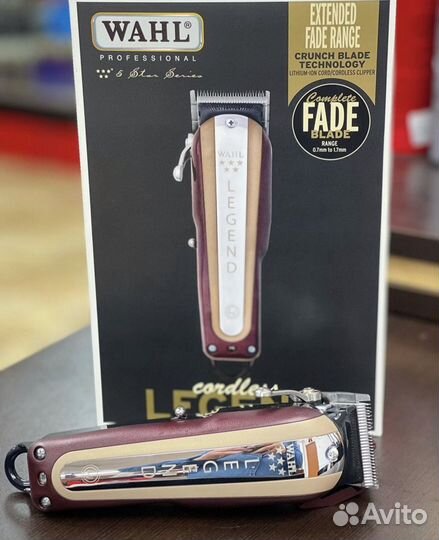 WAHL®
PROFESSIONAL
5 Star Series
EXTENDED
FADE RANGE
CRUNCH BLADE
TECHNOLOGY
LITHIUM-ION CORD/CORDLESS CLIPPER
Complete
FADE
BLADE
RANGE
0.7mm to 1.7mm
WAHL
LEGEND
cordless
LEGEN
LEGEND
WAHL
Avito